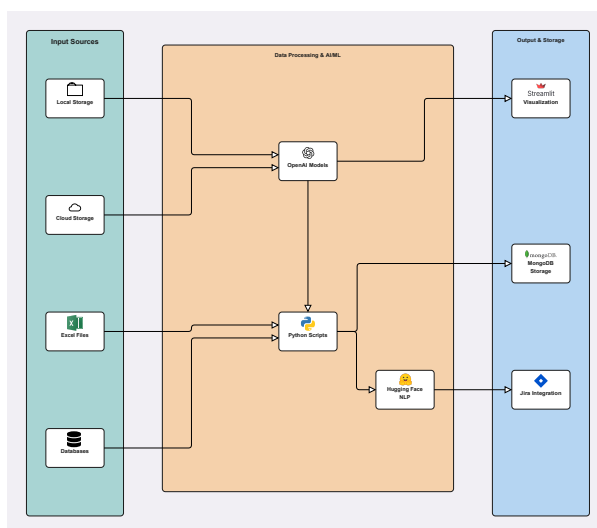 Input Sources
Data Processing & AI/ML
Output & Storage
Local Storage
Streamlit
Visualization
OpenAI Models
Cloud Storage
mongoDB
MongoDB
Storage
Excel Files
Python Scripts
Hugging Face
NLP
Jira Integration
Databases